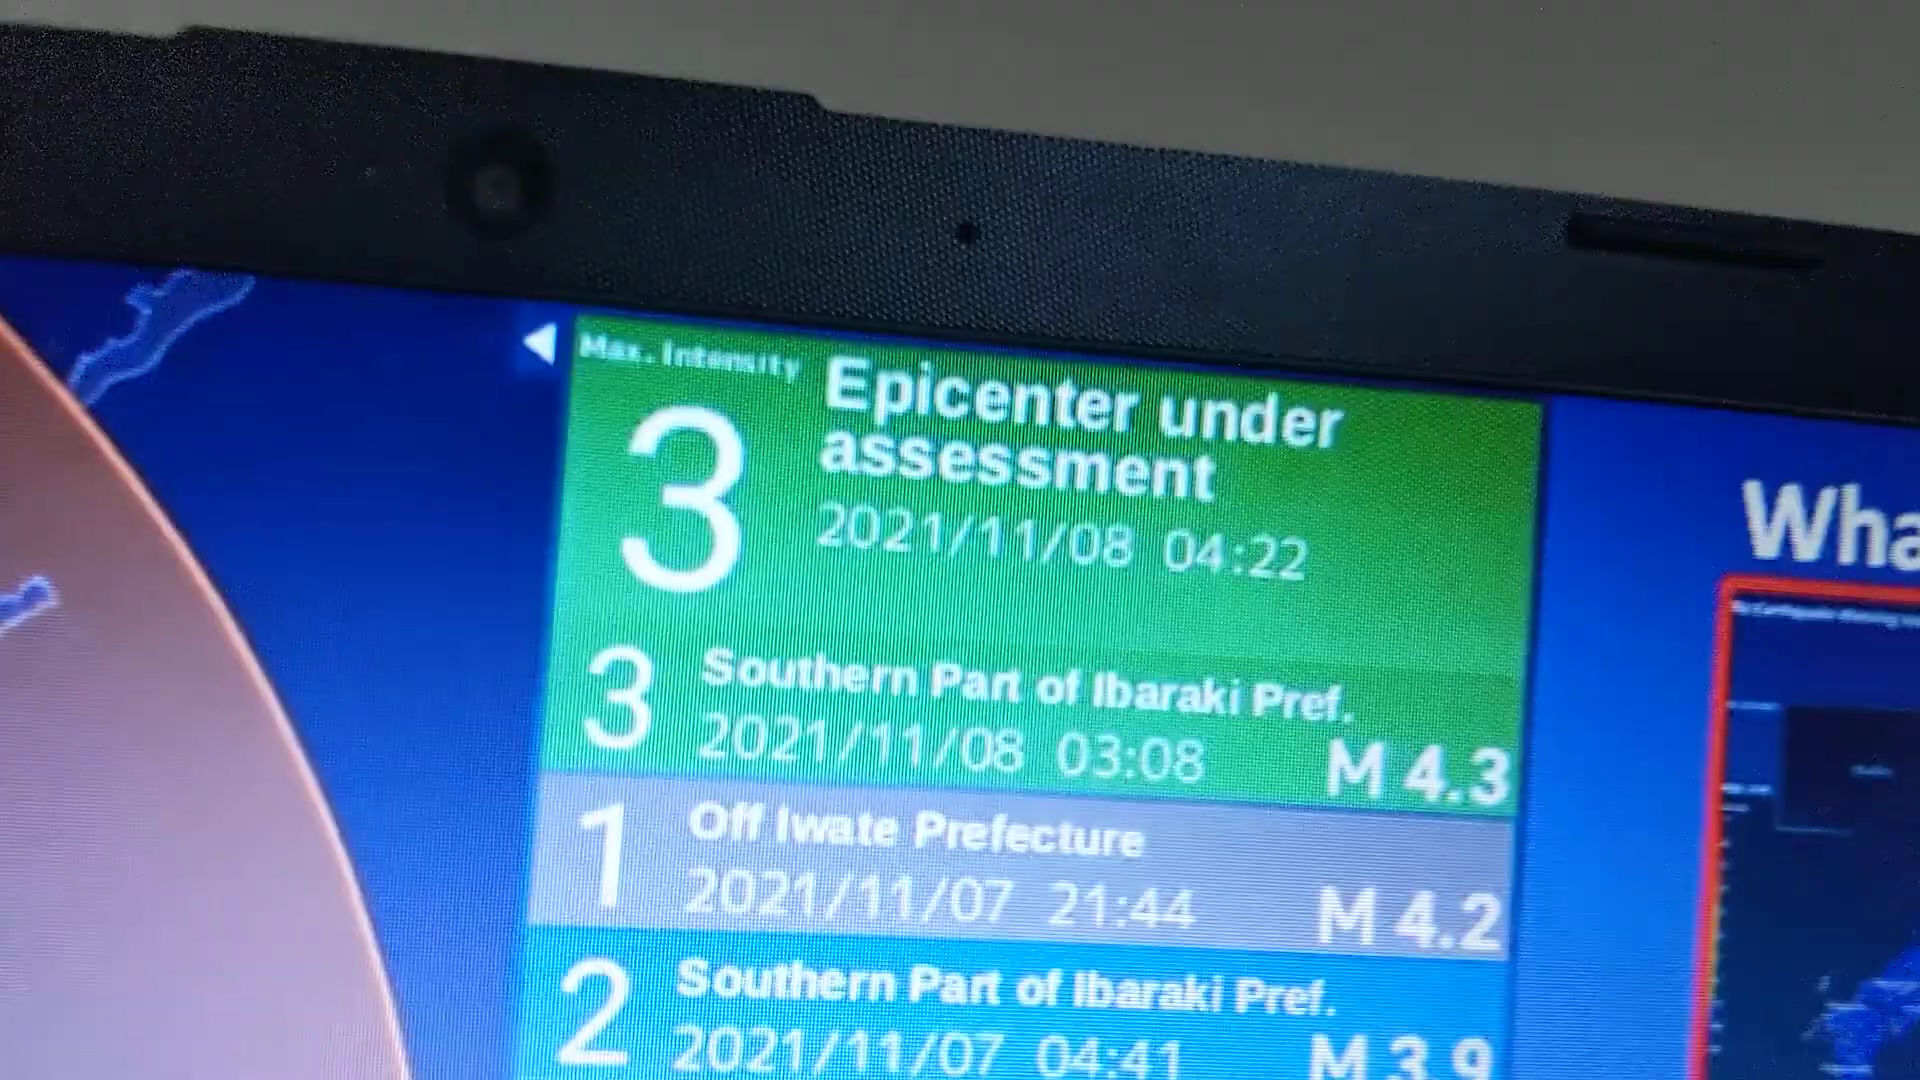 Max. Intensity
Epicenter under
assessment
3
2021/11/08 04:22
3
Southern Part of Ibaraki Pref.
2021/11/08 03:08 M 4.3
1
Off Iwate Prefecture
2021/11/07 21:44 M 4.2
2
Southern Part of Ibaraki Pref.
2021/11/07 04:41 M 3.9